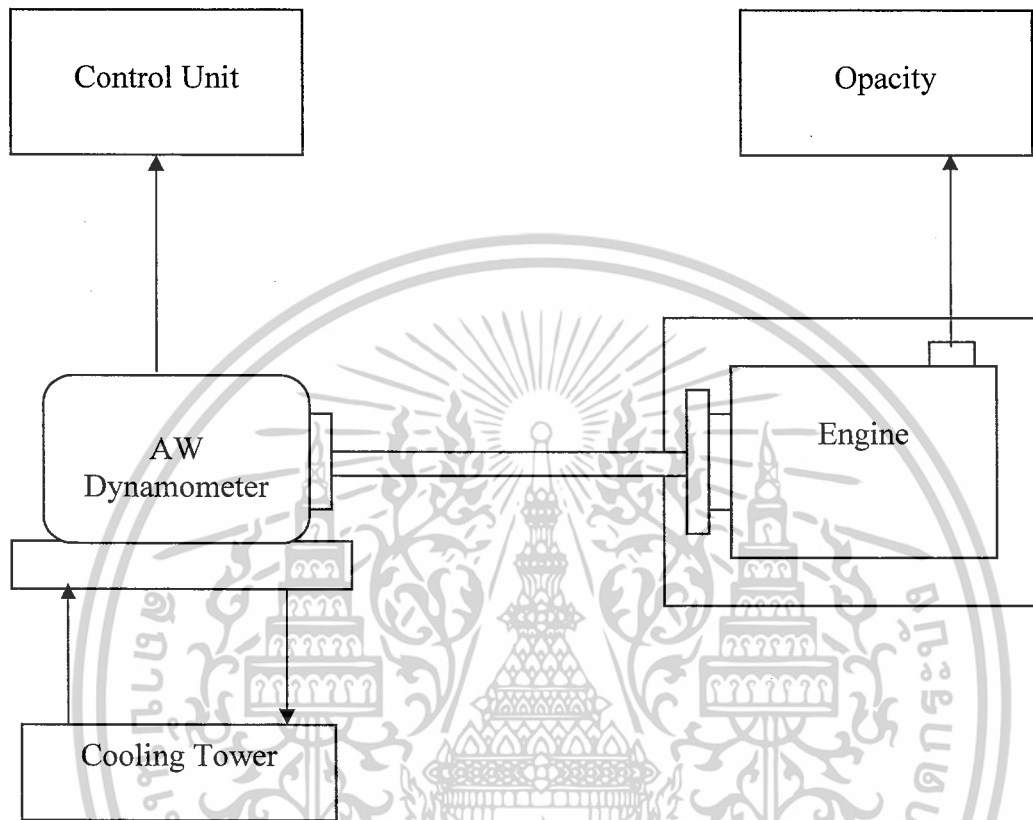 Control Unit
Opacity
AW
Dynamometer
Engine
Cooling Tower